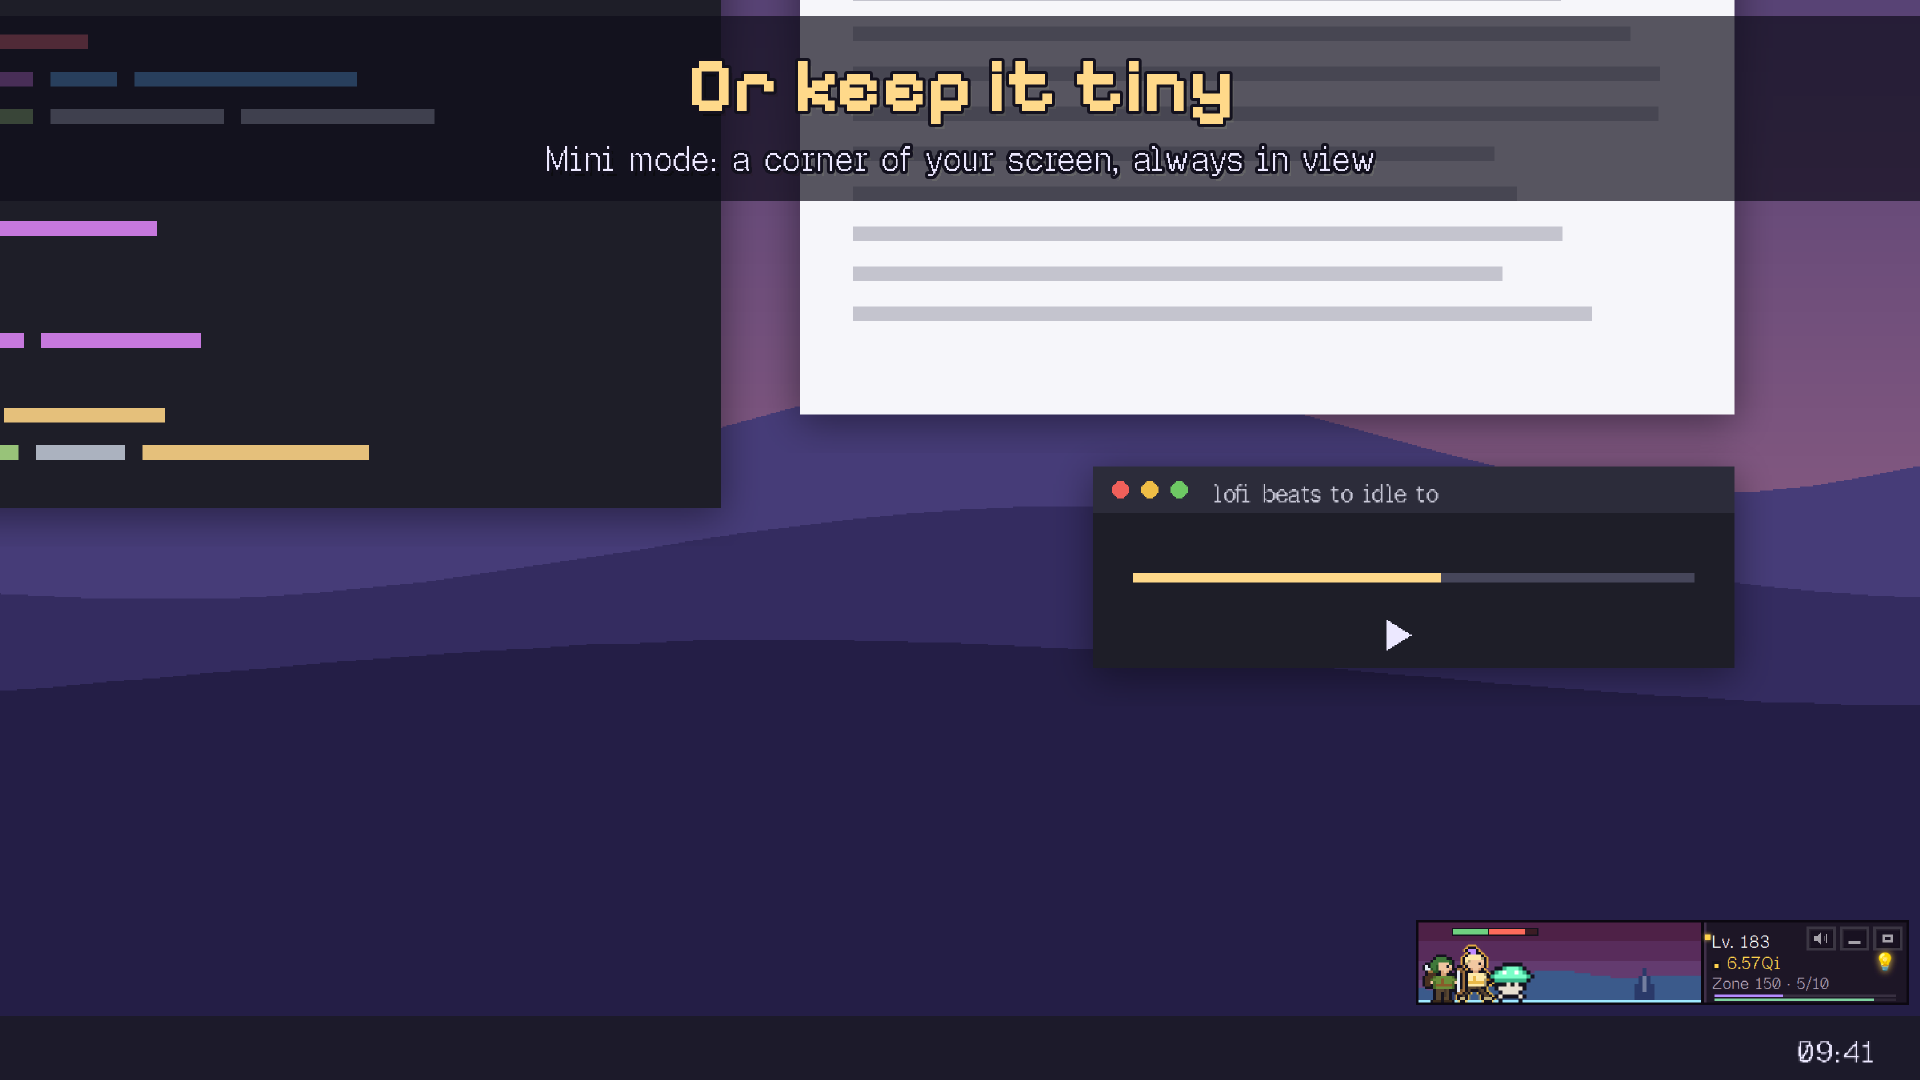 Or keep it tiny
Mini mode: a corner of your screen, always in view
lofi beats to idle to
Lv. 183
6.57Qi
Zone 150 · 5/10
09:41